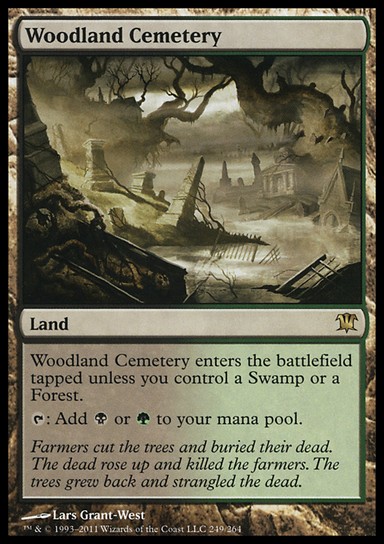 Woodland Cemetery
Land
Woodland Cemetery enters the battlefield
tapped unless you control a Swamp or a
Forest.
: Add or to your mana pool.
Farmers cut the trees and buried their dead.
The dead rose up and killed the farmers. The
trees grew back and strangled the dead.
Lars Grant-West
™ & © 1993–2011 Wizards of the Coast LLC 249/264